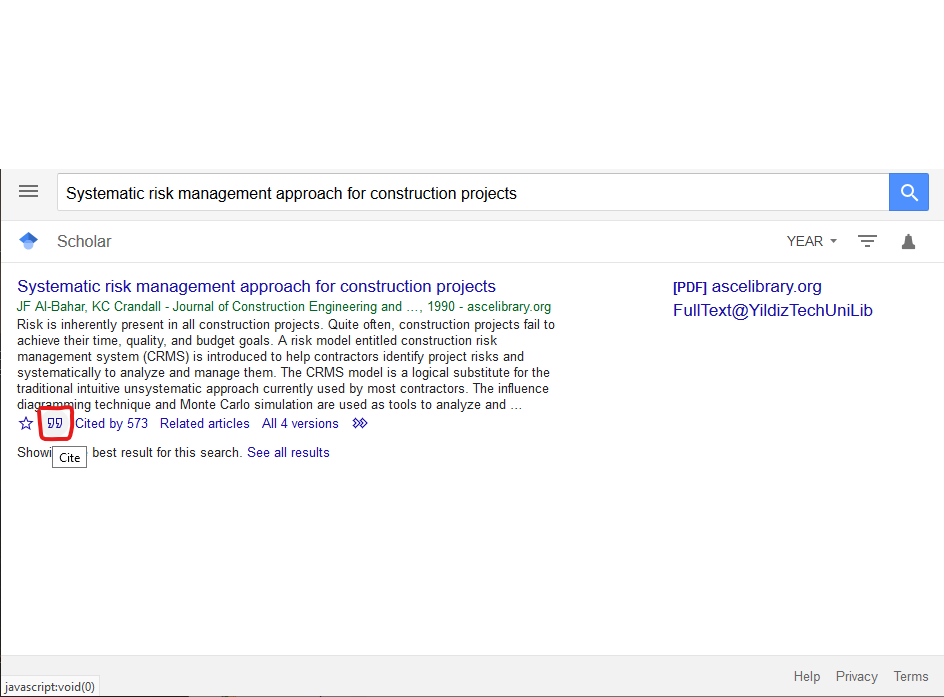 Systematic risk management approach for construction projects
Scholar
YEAR
Systematic risk management approach for construction projects
[PDF] ascelibrary.org
JF Al-Bahar, KC Crandall - Journal of Construction Engineering and …, 1990 - ascelibrary.org
FullText@YildizTechUniLib
Risk is inherently present in all construction projects. Quite often, construction projects fail to
achieve their time, quality, and budget goals. A risk model entitled construction risk
management system (CRMS) is introduced to help contractors identify project risks and
systematically to analyze and manage them. The CRMS model is a logical substitute for the
traditional intuitive unsystematic approach currently used by most contractors. The influence
diagramming technique and Monte Carlo simulation are used as tools to analyze and …
Cited by 573 Related articles All 4 versions
Showi best result for this search. See all results
Cite
Help Privacy Terms
javascript:void(0)